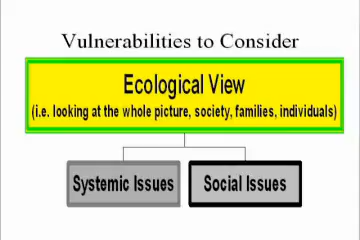 Vulnerabilities to Consider
Ecological View
(i.e. looking at the whole picture, society, families, individuals)
Systemic Issues
Social Issues